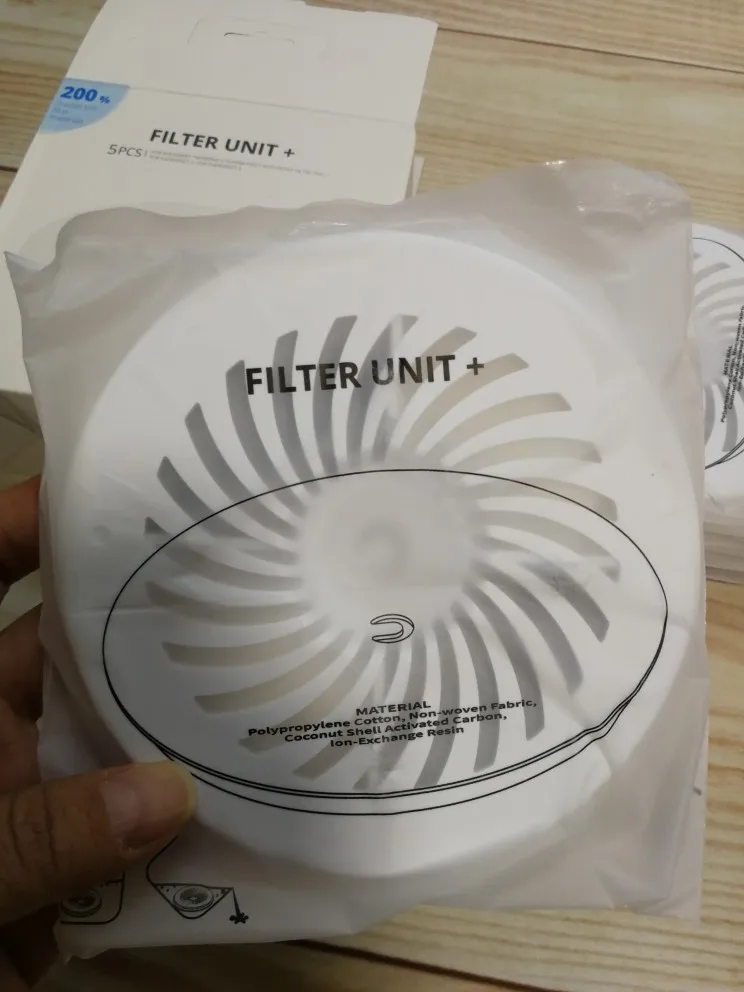 200%
FILTER UNIT +
5PCS
FILTER UNIT +
MATERIAL
Polypropylene Cotton, Non-woven Fabric,
Coconut Shell Activated Carbon,
Ion-Exchange Resin
MATERIAL